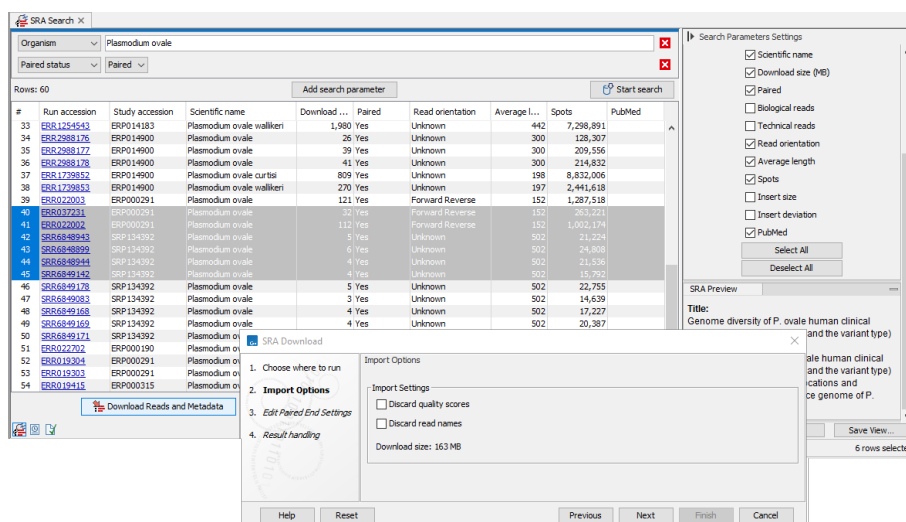 SRA Search
Organism Plasmodium ovale
Paired status Paired
Rows: 60 Add search parameter Start search
# Run accession Study accession Scientific name Download ... Paired Read orientation Average l... Spots PubMed
33 ERR1254543 ERP014183 Plasmodium ovale wallikeri 1,980 Yes Unknown 442 7,298,891
34 ERR2988176 ERP014900 Plasmodium ovale 26 Yes Unknown 300 128,307
35 ERR2988177 ERP014900 Plasmodium ovale 39 Yes Unknown 300 209,556
36 ERR2988178 ERP014900 Plasmodium ovale 41 Yes Unknown 300 214,832
37 ERR1739852 ERP014900 Plasmodium ovale curtisi 809 Yes Unknown 198 8,832,006
38 ERR1739853 ERP014900 Plasmodium ovale wallikeri 270 Yes Unknown 197 2,441,618
39 ERR022003 ERP000291 Plasmodium ovale 121 Yes Forward Reverse 152 1,287,518
40 ERR037231 ERP000291 Plasmodium ovale 32 Yes Forward Reverse 152 263,221
41 ERR022002 ERP000291 Plasmodium ovale 112 Yes Forward Reverse 152 1,002,174
42 SRR6848943 SRP134392 Plasmodium ovale 5 Yes Unknown 502 21,224
43 SRR6848899 SRP134392 Plasmodium ovale 6 Yes Unknown 502 24,808
44 SRR6848944 SRP134392 Plasmodium ovale 4 Yes Unknown 502 21,536
45 SRR6849142 SRP134392 Plasmodium ovale 4 Yes Unknown 502 15,792
46 SRR6849178 SRP134392 Plasmodium ovale 5 Yes Unknown 502 22,755
47 SRR6849083 SRP134392 Plasmodium ovale 3 Yes Unknown 502 14,639
48 SRR6849168 SRP134392 Plasmodium ovale 4 Yes Unknown 502 17,227
49 SRR6849169 SRP134392 Plasmodium ovale 4 Yes Unknown 502 20,387
50 SRR6849171 SRP134392 Plasmodium ov
51 ERR022702 ERP000190 Plasmodium ov
52 ERR019304 ERP000291 Plasmodium ov
53 ERR019303 ERP000291 Plasmodium ov
54 ERR019415 ERP000315 Plasmodium ov
Download Reads and Metadata
Search Parameters Settings
Scientific name
Download size (MB)
Paired
Biological reads
Technical reads
Read orientation
Average length
Spots
Insert size
Insert deviation
PubMed
Select All
Deselect All
SRA Preview
Title:
Genome diversity of P. ovale human clinical
and the variant type)
ale human clinical
and the variant type)
cations and
ce genome of P.
Save View...
6 rows selecte
SRA Download
1. Choose where to run
2. Import Options
3. Edit Paired End Settings
4. Result handling
Import Options
Import Settings
Discard quality scores
Discard read names
Download size: 163 MB
Help Reset Previous Next Finish Cancel